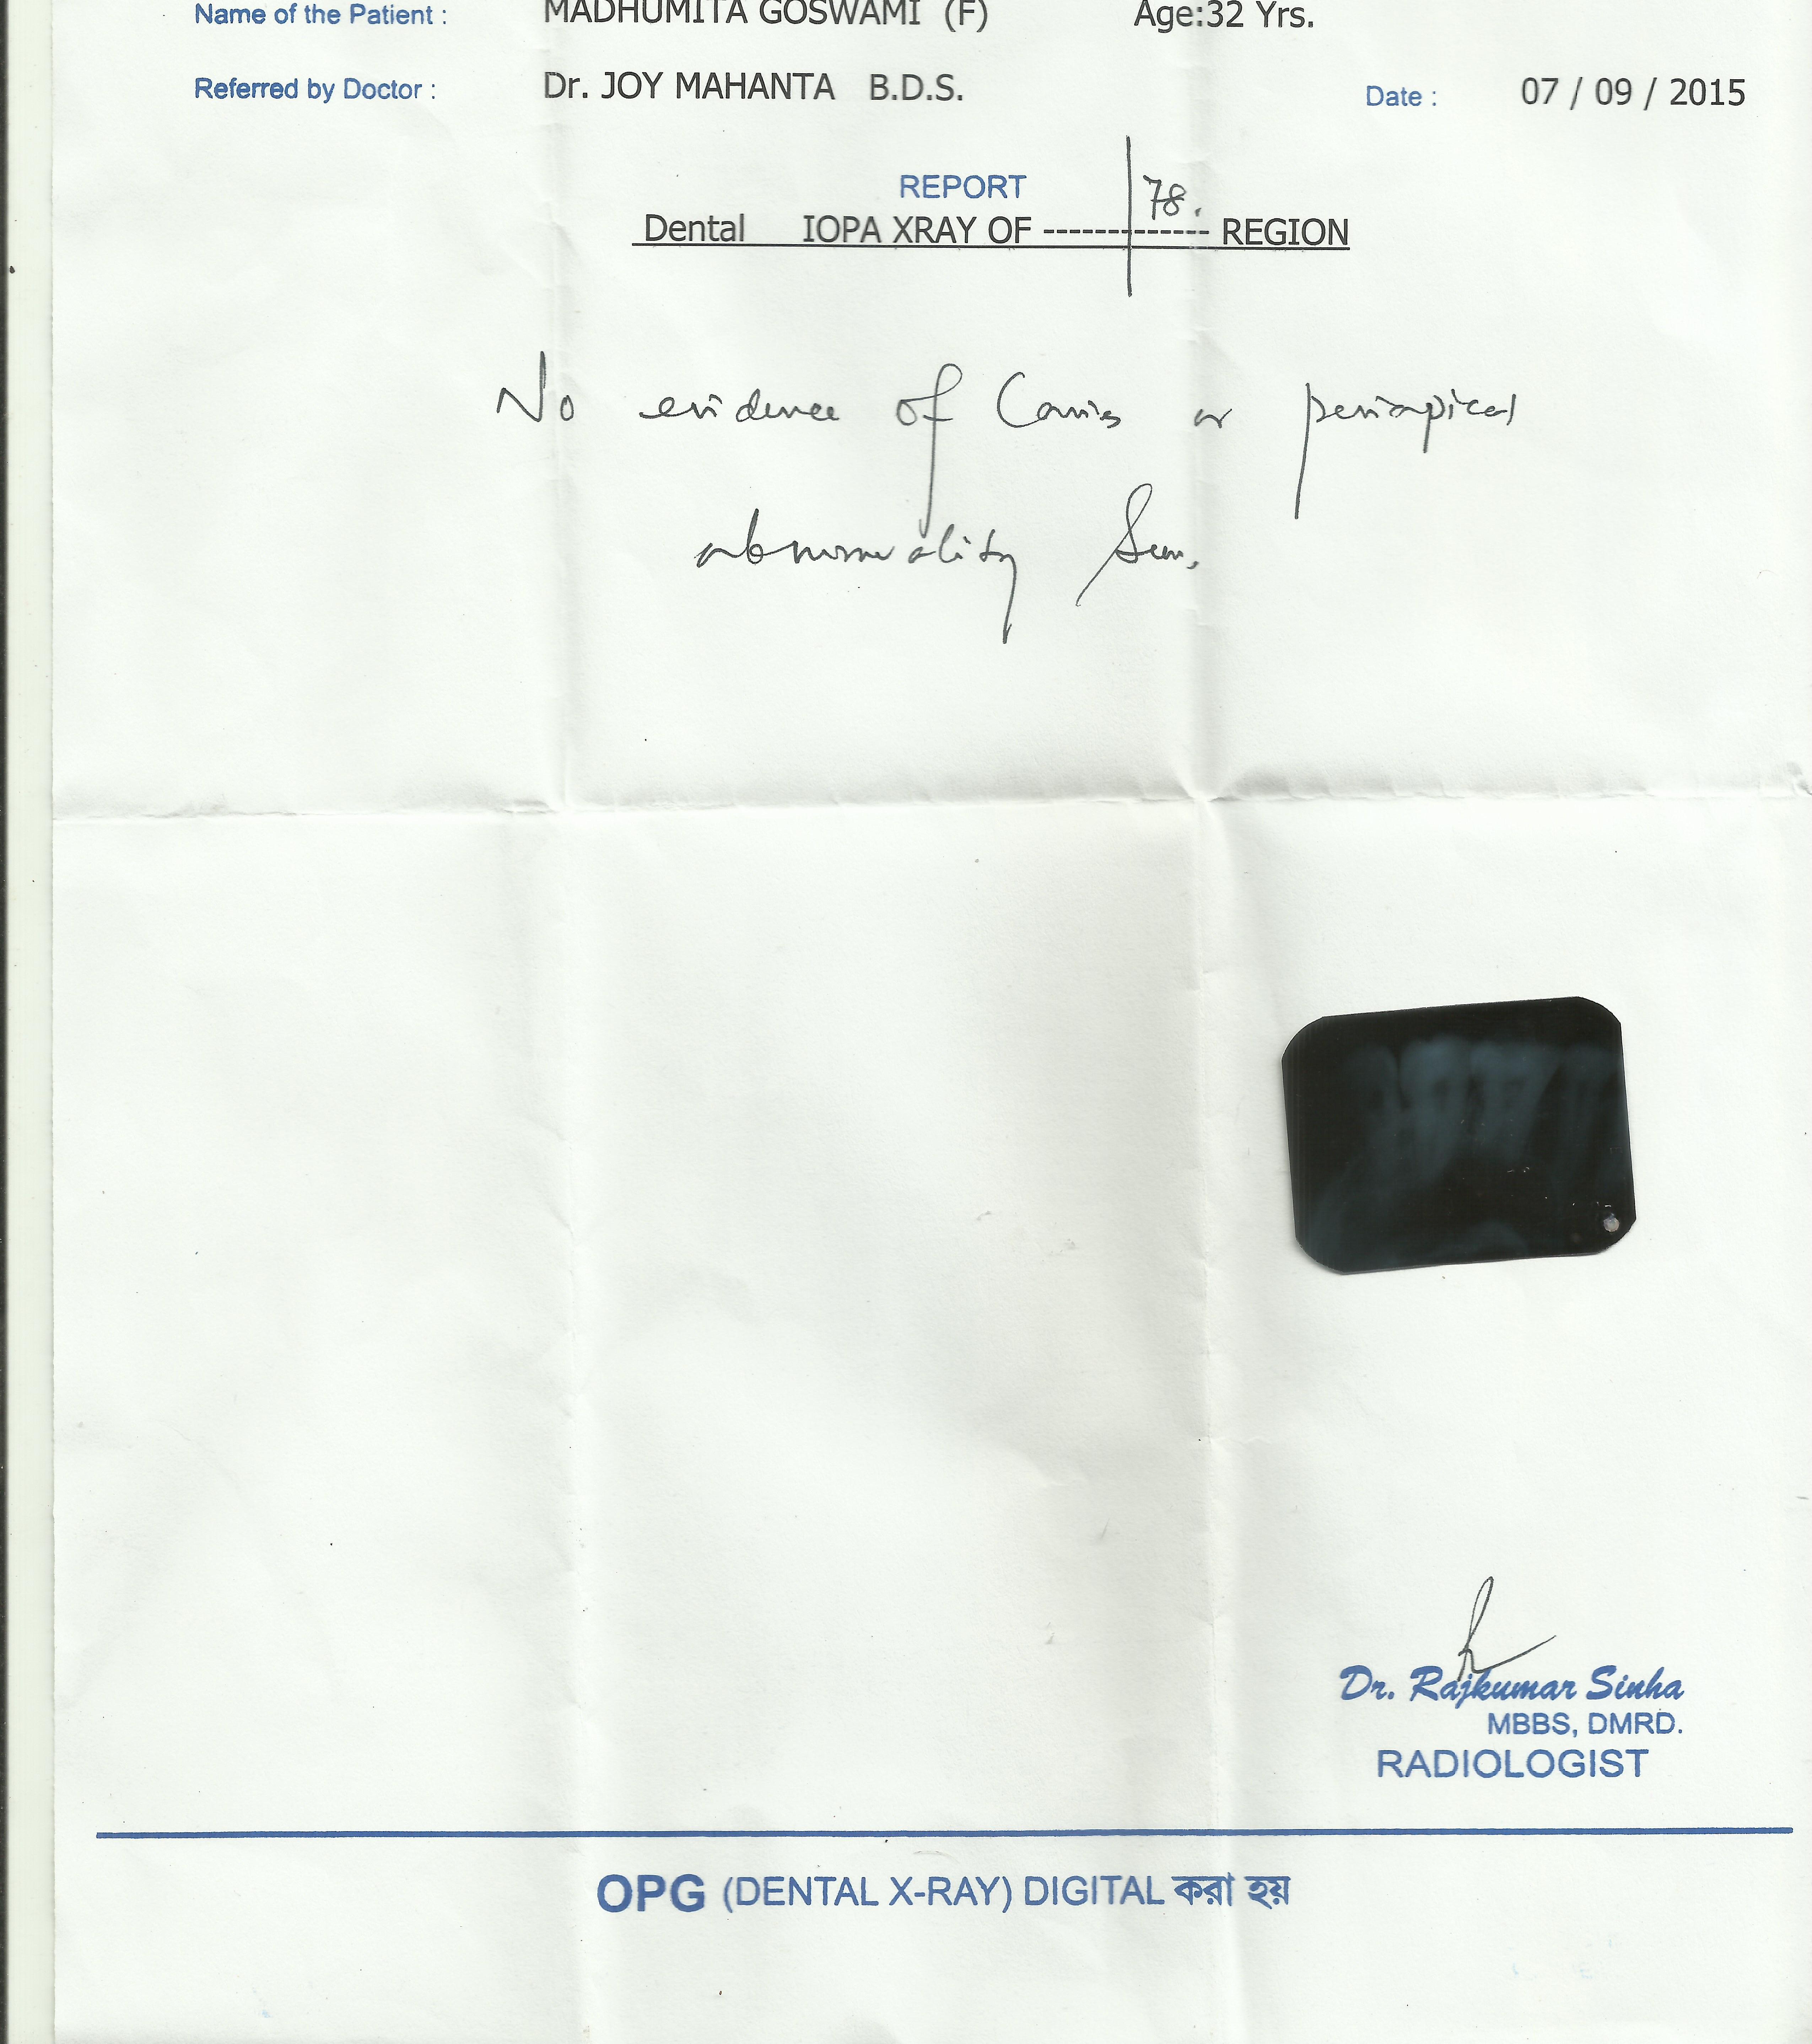 Name of the Patient : MADHUMITA GOSWAMI (F) Age:32 Yrs.
Referred by Doctor : Dr. JOY MAHANTA B.D.S. Date : 07 / 09 / 2015
REPORT
78.
Dental IOPA XRAY OF ------------- REGION
No evidence of Caries or periapical
abnormality seen.
Dr. Rajkumar Sinha
MBBS, DMRD.
RADIOLOGIST
OPG (DENTAL X-RAY) DIGITAL করা হয়